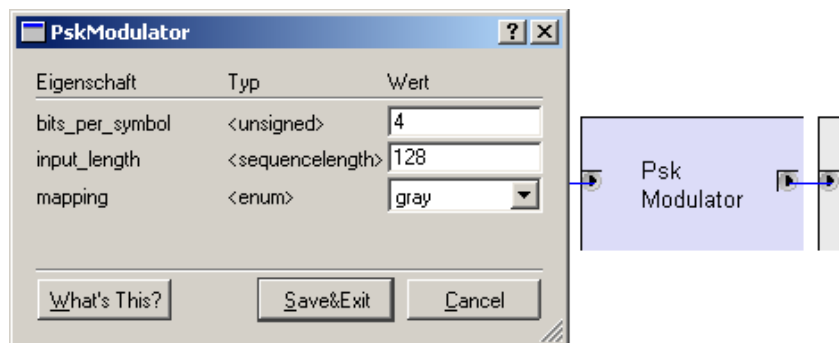 PskModulator
Eigenschaft Typ Wert
bits_per_symbol <unsigned> 4
input_length <sequencelength> 128
mapping <enum> gray
What's This? Save&Exit Cancel
Psk
Modulator